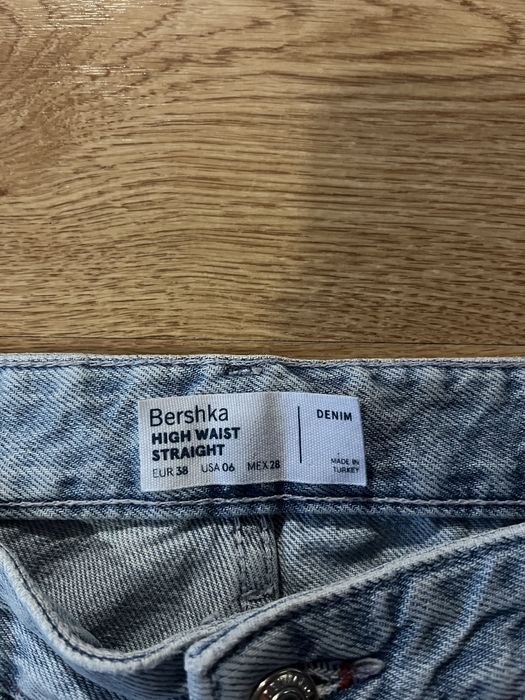 Bershka
HIGH WAIST
STRAIGHT
EUR 38 USA 06 MEX 28
DENIM
MADE IN
TURKEY